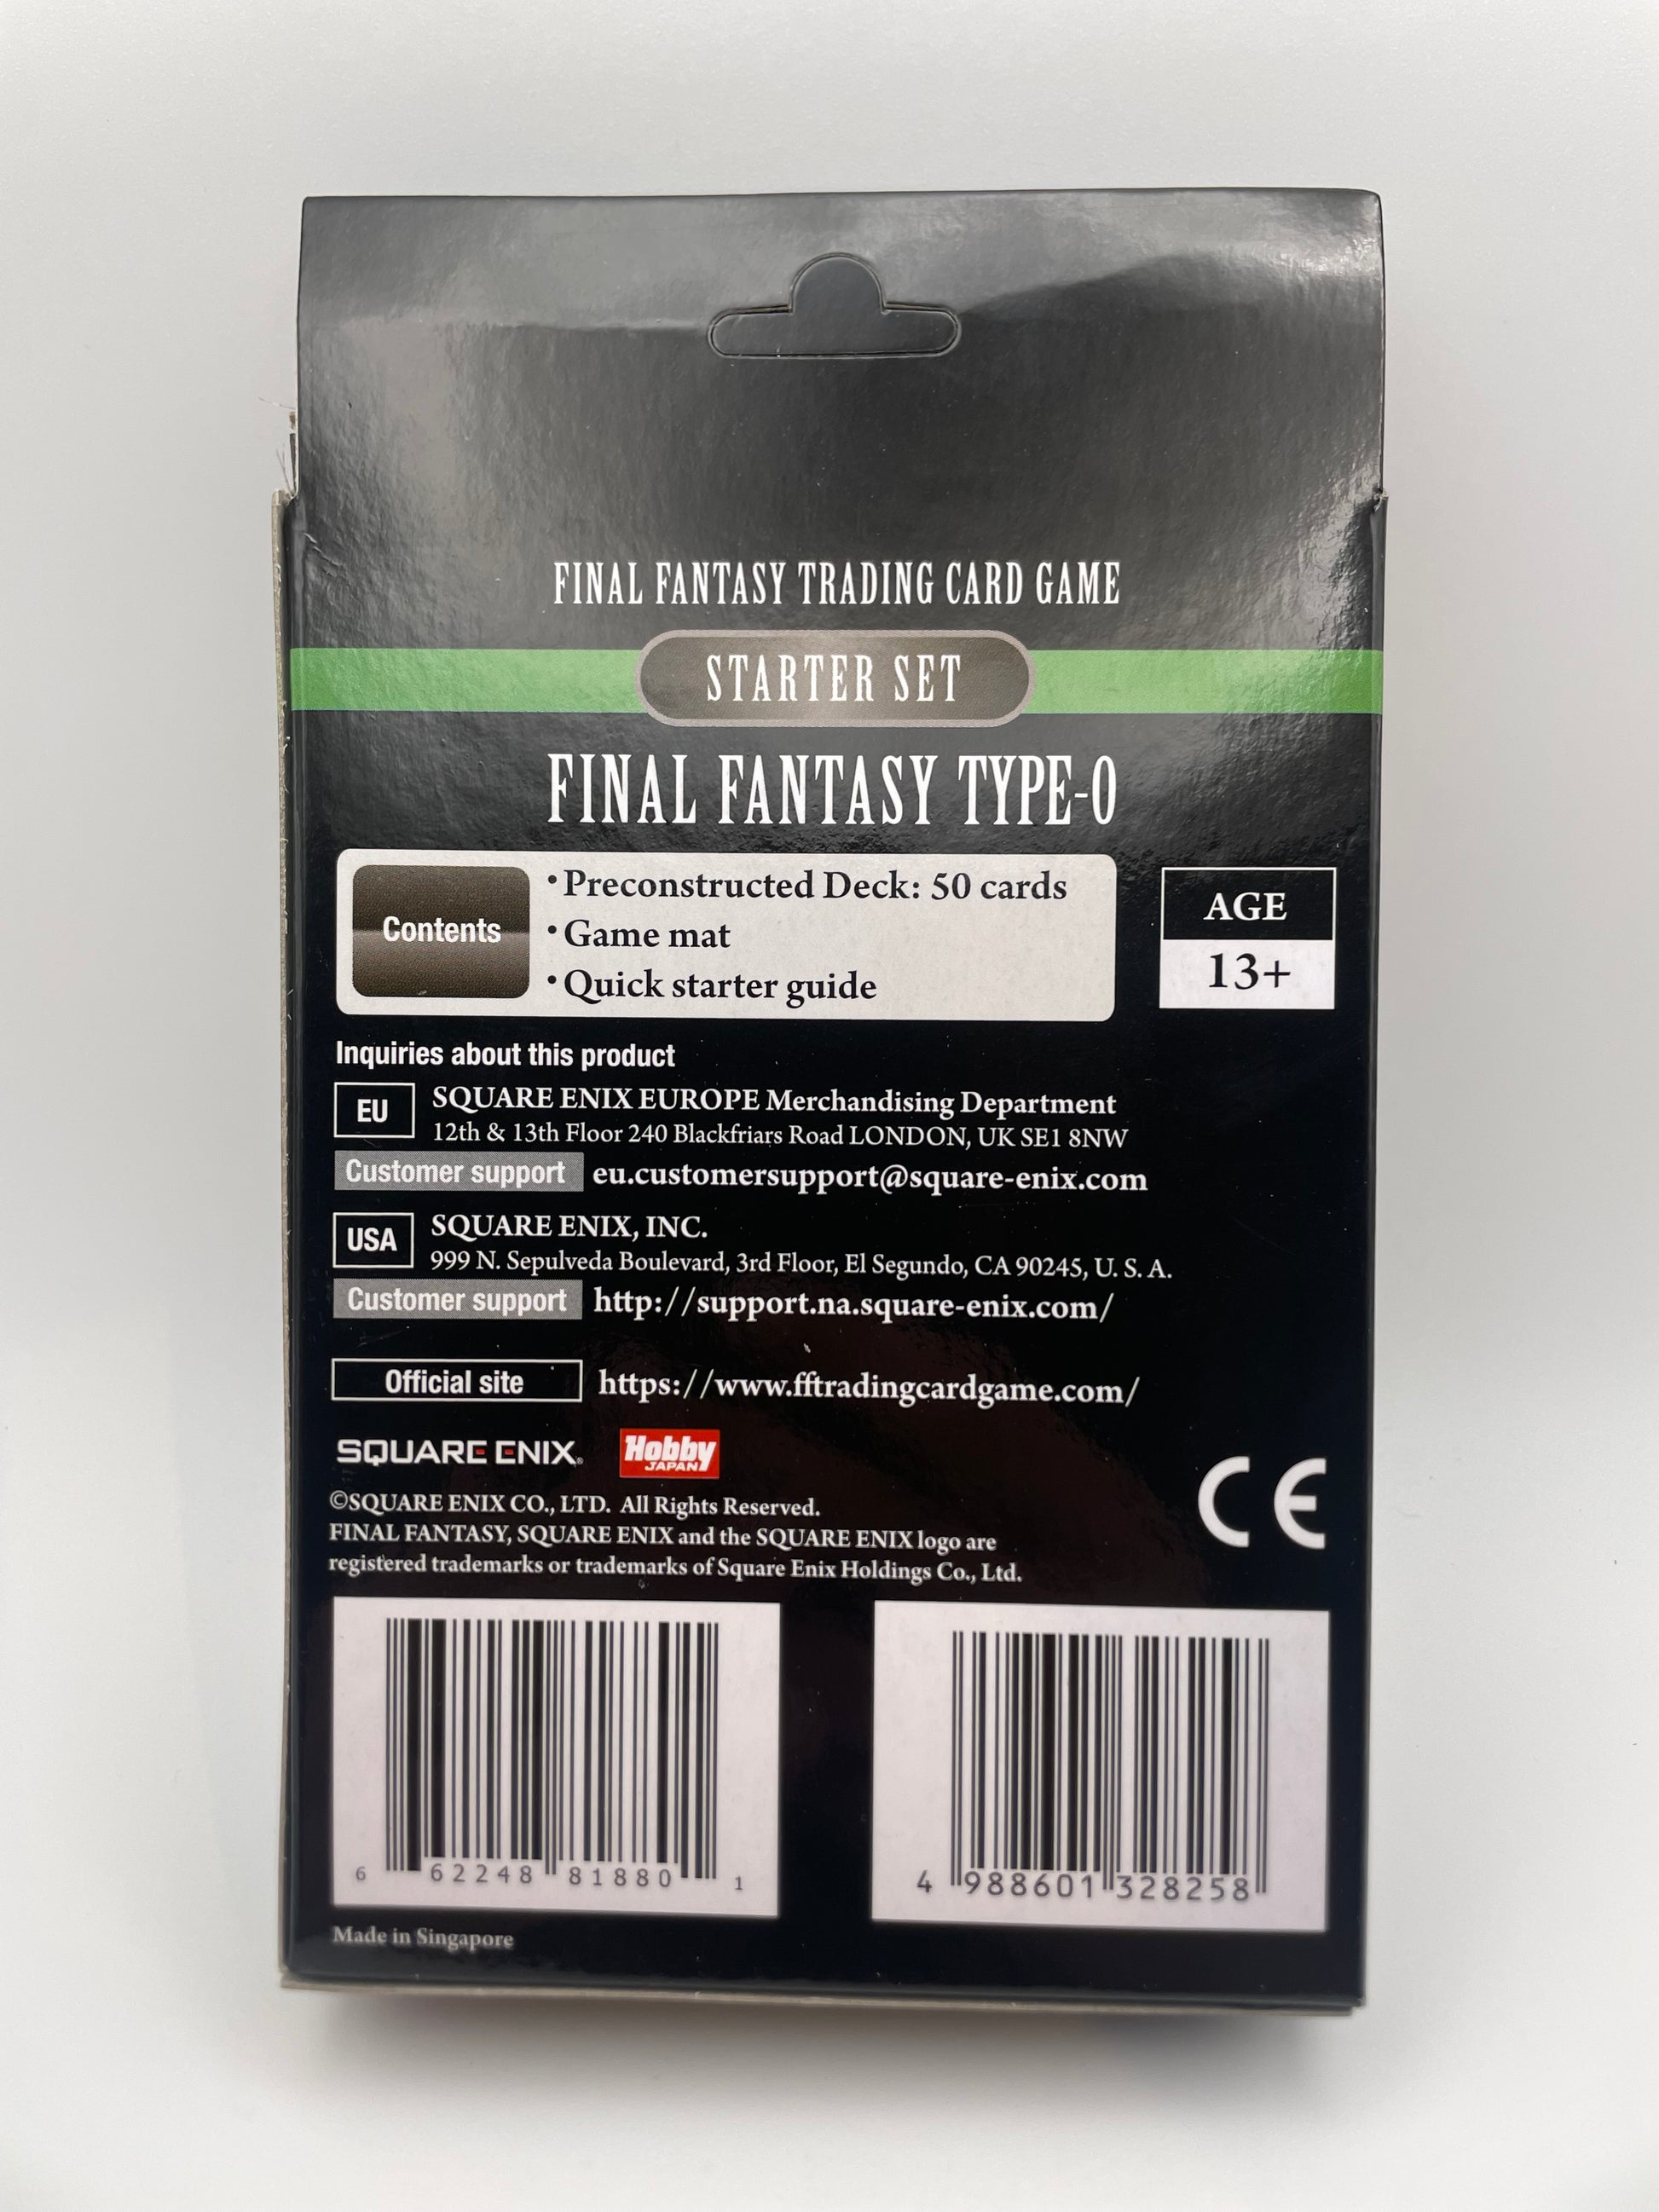 FINAL FANTASY TRADING CARD GAME
STARTER SET
FINAL FANTASY TYPE-0
Contents
・Preconstructed Deck: 50 cards
・Game mat
・Quick starter guide
AGE
13+
Inquiries about this product
EU
SQUARE ENIX EUROPE Merchandising Department
12th & 13th Floor 240 Blackfriars Road LONDON, UK SE1 8NW
Customer support eu.customersupport@square-enix.com
USA
SQUARE ENIX, INC.
999 N. Sepulveda Boulevard, 3rd Floor, El Segundo, CA 90245, U. S. A.
Customer support http://support.na.square-enix.com/
Official site https://www.fftradingcardgame.com/
SQUARE ENIX®
Hobby
JAPAN
CE
©SQUARE ENIX CO., LTD. All Rights Reserved.
FINAL FANTASY, SQUARE ENIX and the SQUARE ENIX logo are
registered trademarks or trademarks of Square Enix Holdings Co., Ltd.
6 62248 81880 1
4 988601 328258
Made in Singapore